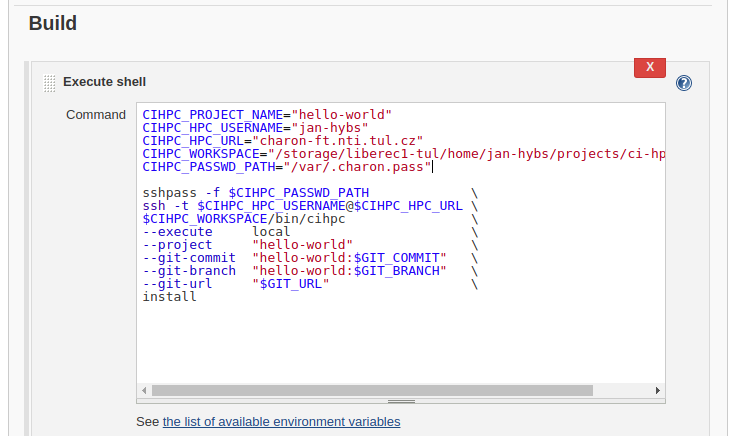 Build
X
Execute shell
?
Command
CIHPC_PROJECT_NAME="hello-world"
CIHPC_HPC_USERNAME="jan-hybs"
CIHPC_HPC_URL="charon-ft.nti.tul.cz"
CIHPC_WORKSPACE="/storage/liberec1-tul/home/jan-hybs/projects/ci-hp
CIHPC_PASSWD_PATH="/var/.charon.pass"
sshpass -f $CIHPC_PASSWD_PATH \
ssh -t $CIHPC_HPC_USERNAME@$CIHPC_HPC_URL \
$CIHPC_WORKSPACE/bin/cihpc \
--execute local \
--project "hello-world" \
--git-commit "hello-world:$GIT_COMMIT" \
--git-branch "hello-world:$GIT_BRANCH" \
--git-url "$GIT_URL" \
install
See the list of available environment variables